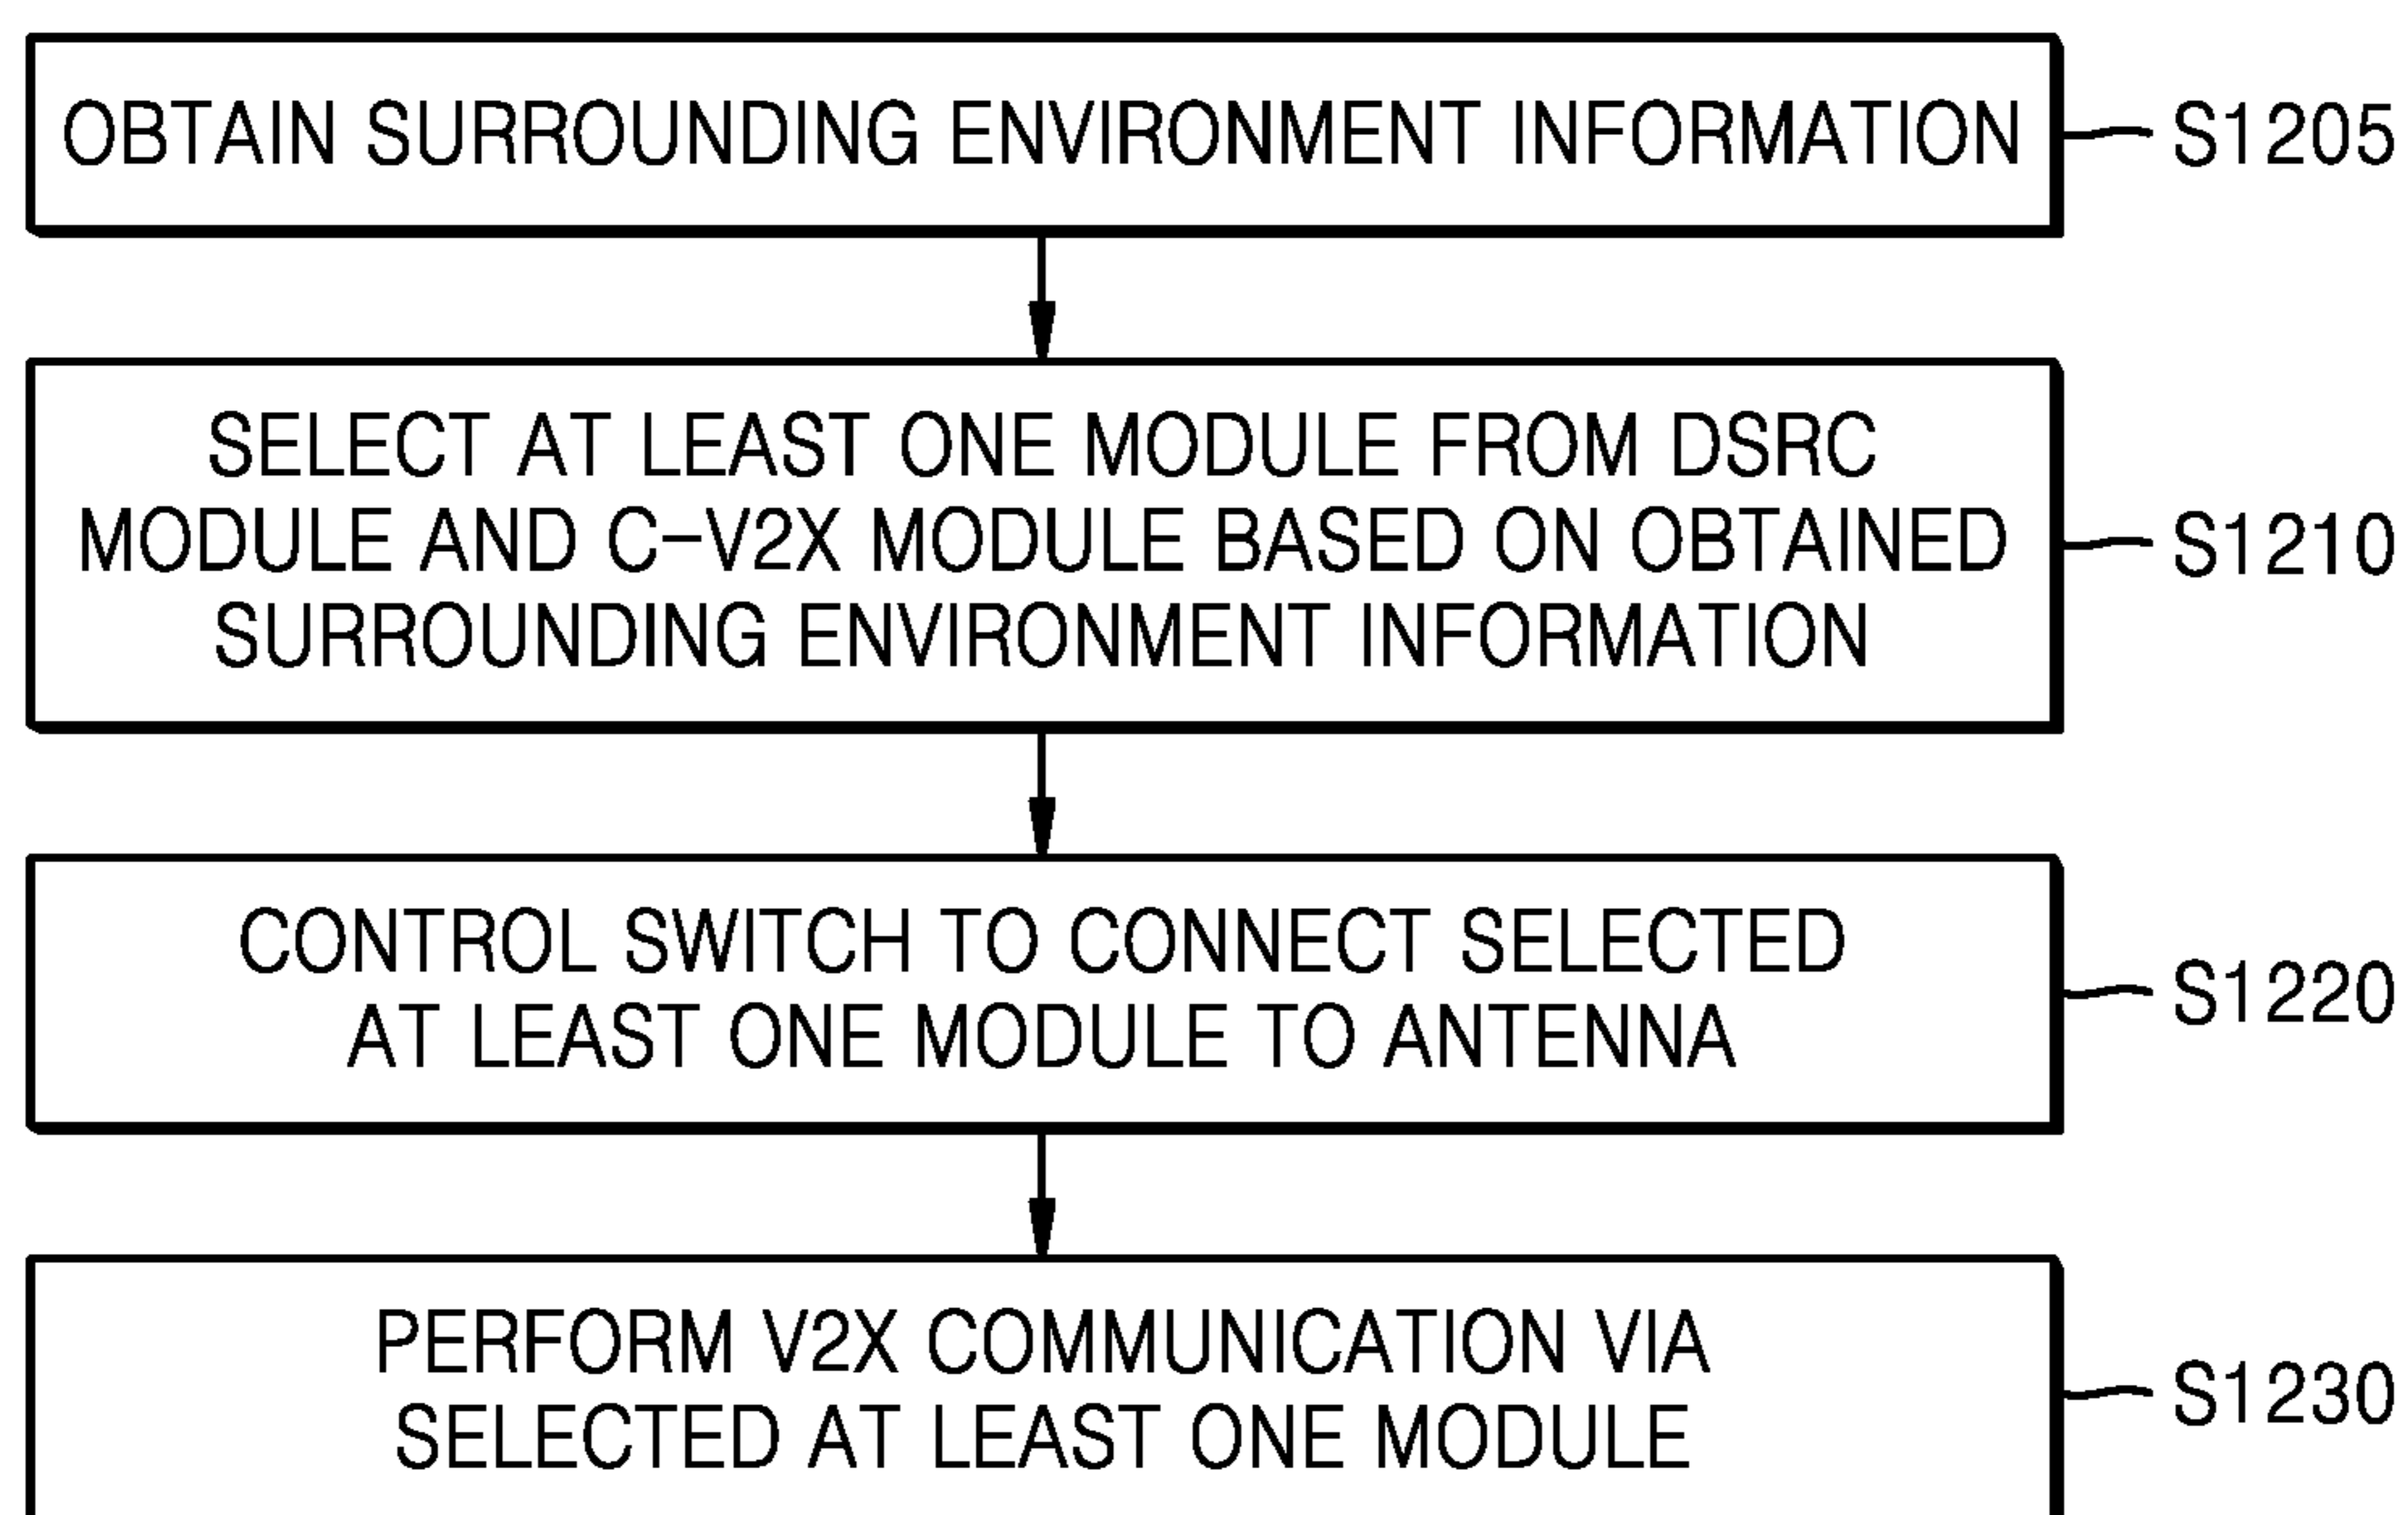 OBTAIN SURROUNDING ENVIRONMENT INFORMATION
S1205
SELECT AT LEAST ONE MODULE FROM DSRC
MODULE AND C-V2X MODULE BASED ON OBTAINED
SURROUNDING ENVIRONMENT INFORMATION
S1210
CONTROL SWITCH TO CONNECT SELECTED
AT LEAST ONE MODULE TO ANTENNA
S1220
PERFORM V2X COMMUNICATION VIA
SELECTED AT LEAST ONE MODULE
S1230